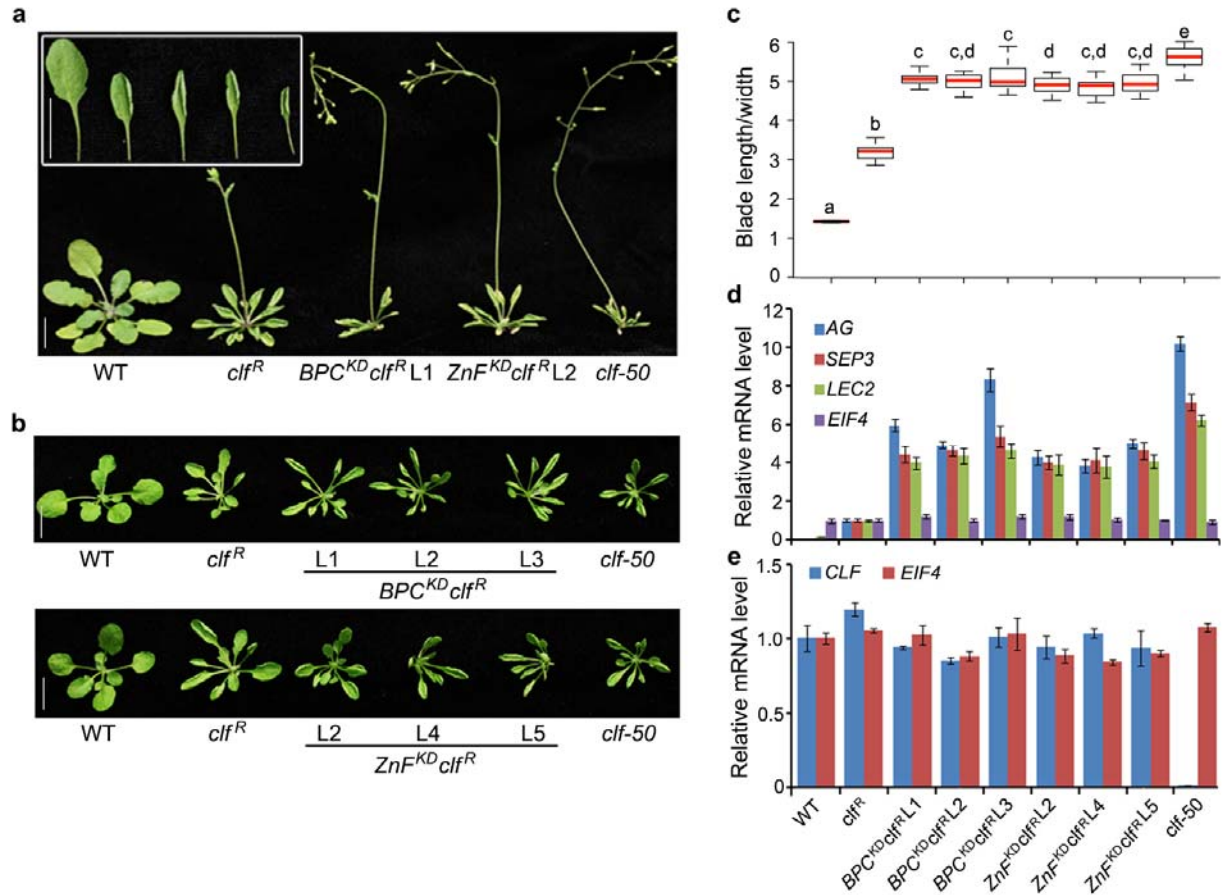 a
WT clf^R BPC^KD clf^R L1 ZnF^KD clf^R L2 clf-50
b
WT clf^R L1 L2 L3 clf-50
BPC^KD clf^R
WT clf^R L2 L4 L5 clf-50
ZnF^KD clf^R
c
Blade length/width
6
5
4
3
2
1
0
a b c c,d c d c,d c,d e
d
Relative mRNA level
12
10
8
6
4
2
0
AG
SEP3
LEC2
EIF4
e
Relative mRNA level
1.5
1.0
0.5
0
CLF EIF4
WT
clf^R
BPC^KD clf^R L1
BPC^KD clf^R L2
BPC^KD clf^R L3
ZnF^KD clf^R L2
ZnF^KD clf^R L4
ZnF^KD clf^R L5
clf-50